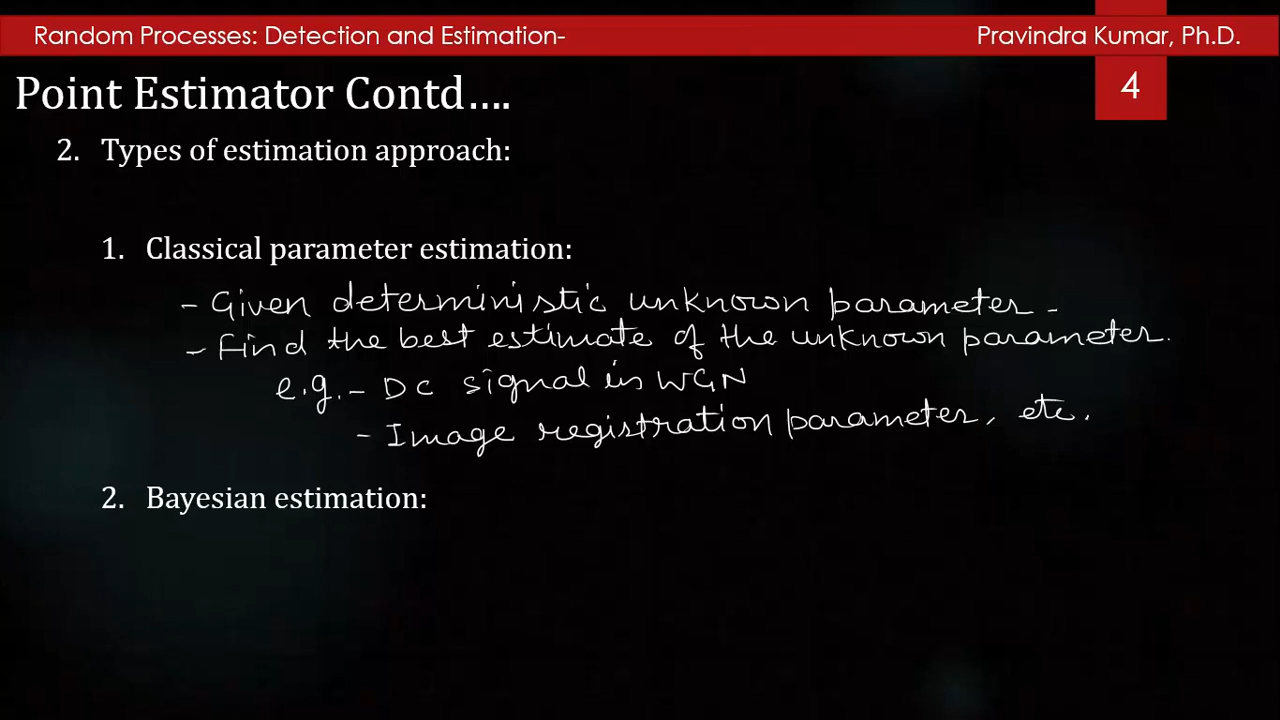 Random Processes: Detection and Estimation-
Pravindra Kumar, Ph.D.
Point Estimator Contd....
4
2. Types of estimation approach:
1. Classical parameter estimation:
- Given deterministic unknown parameter -
- Find the best estimate of the unknown parameter.
e.g. - DC signal in WGN
- Image registration parameter, etc.
2. Bayesian estimation: